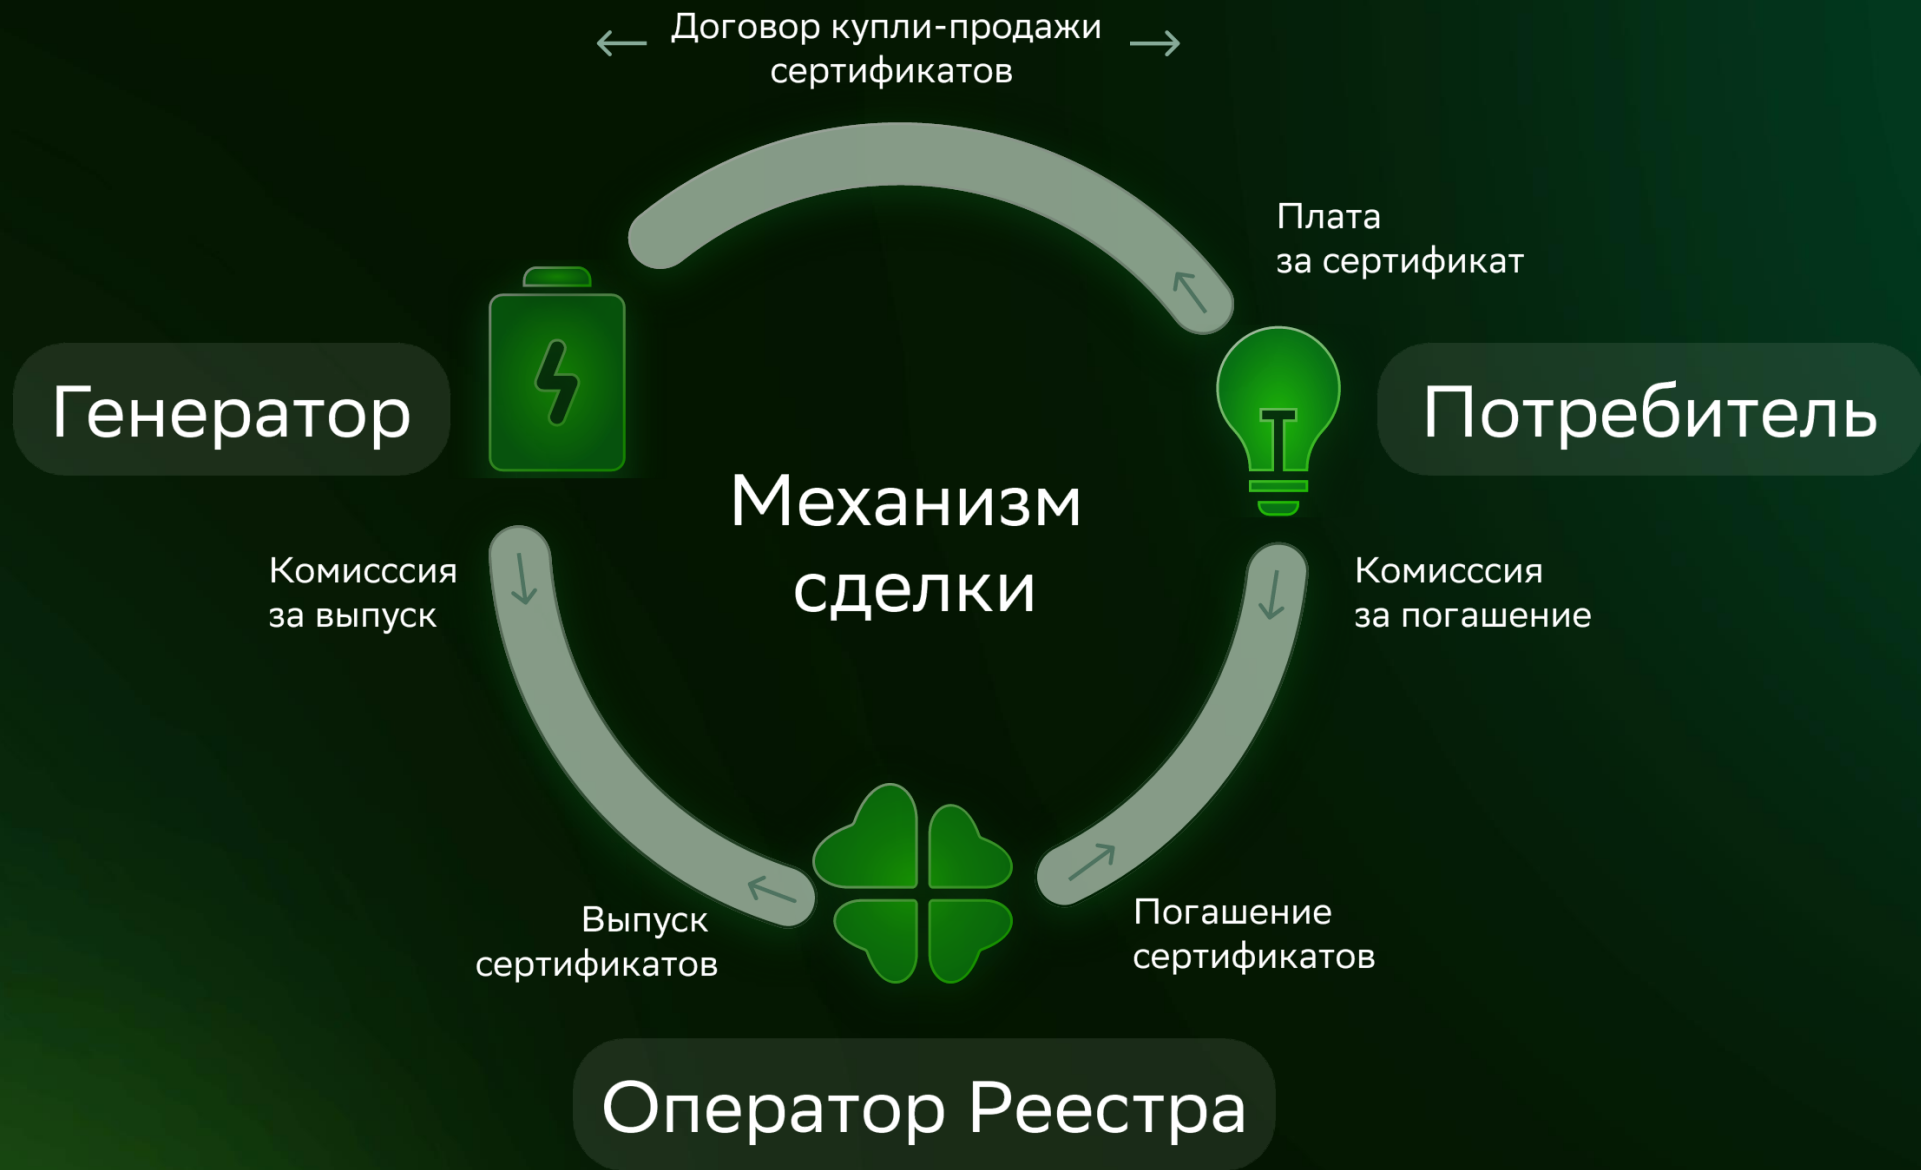 Договор купли-продажи
сертификатов
Плата
за сертификат
Генератор
Потребитель
Механизм
сделки
Комисссия
за выпуск
Комисссия
за погашение
Выпуск
сертификатов
Погашение
сертификатов
Оператор Реестра